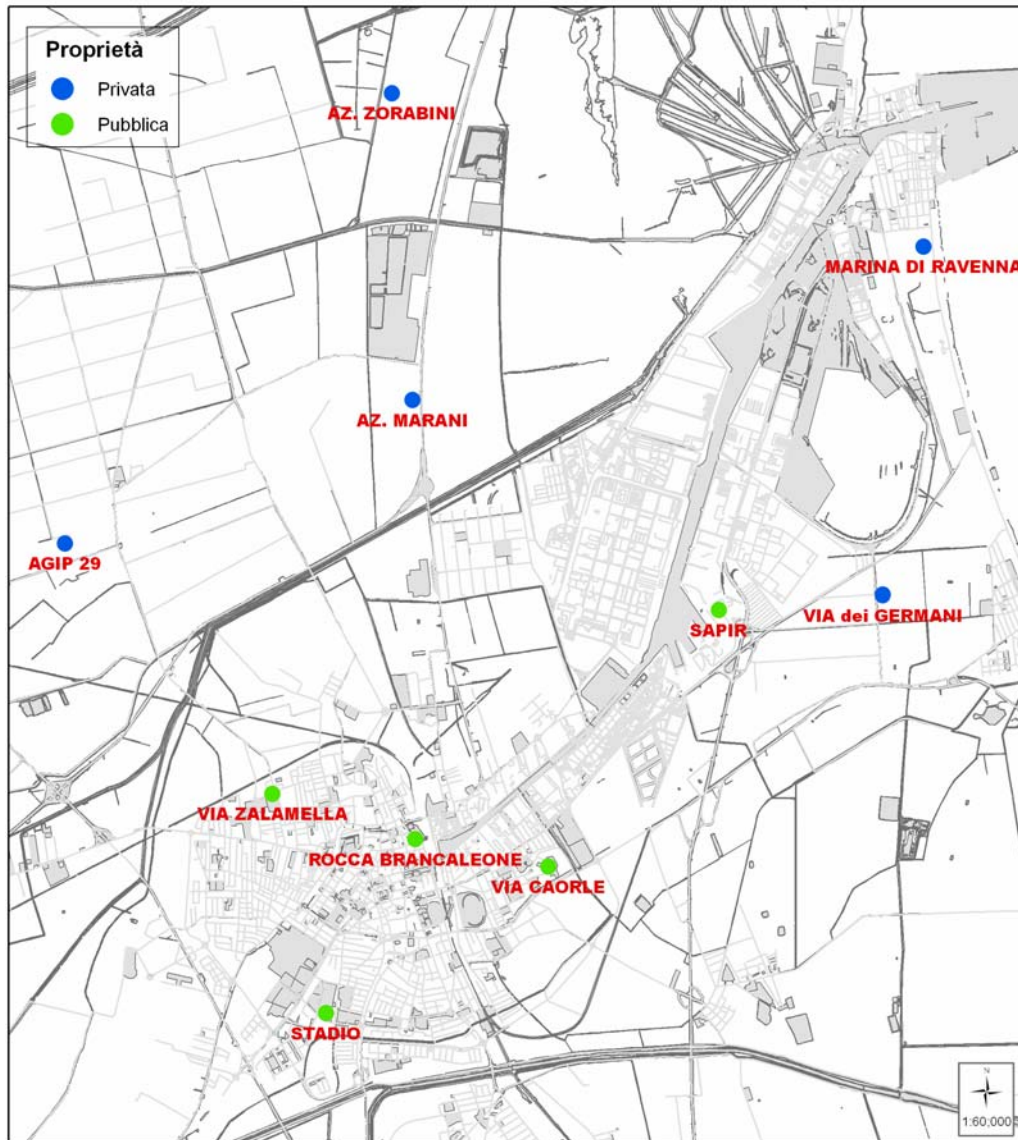 Proprietà
Privata
Pubblica
AZ. ZORABINI
MARINA DI RAVENNA
AZ. MARANI
AGIP 29
VIA dei GERMANI
SAPIR
VIA ZALAMELLA
ROCCA BRANCALEONE
VIA CAORLE
STADIO
N
1:60;000